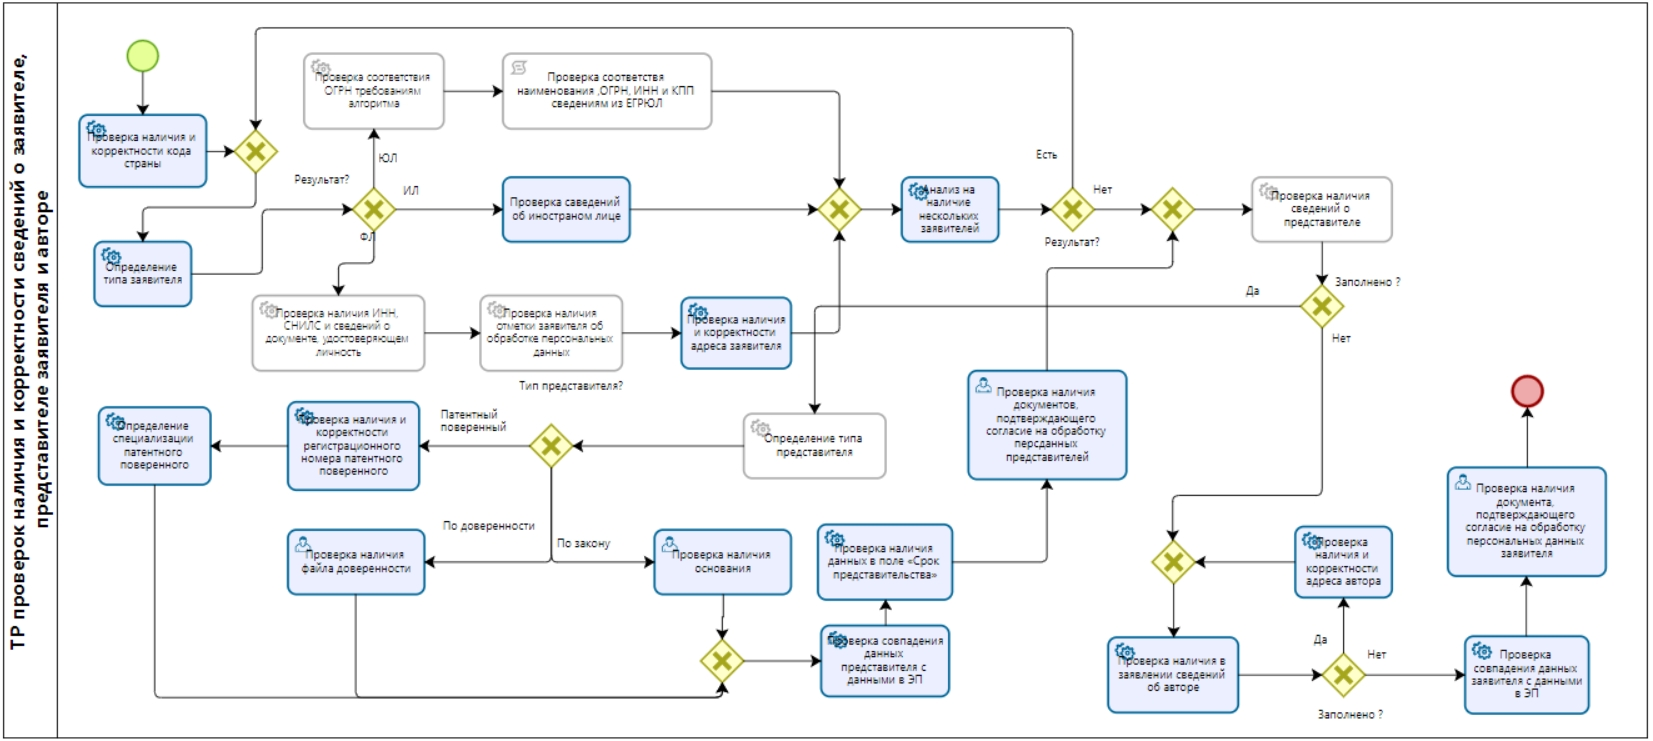 ТР проверок наличия и корректности сведений о заявителе,
представителе заявителя и авторе
Проверка наличия и
корректности кода
страны
Определение
типа заявителя
Результат?
ЮЛ
ИЛ
ФЛ
Проверка соответствия
ОГРН требованиям
алгоритма
Проверка соответствя
наименования ,ОГРН, ИНН и КПП
сведениям из ЕГРЮЛ
Проверка саведений
об иностраном лице
Проверка наличия ИНН,
СНИЛС и сведений о
документе, удостоверяющем
личность
Проверка наличия
отметки заявителя об
обработке персональных
данных
Проверка наличия
и корректности
адреса заявителя
Анализ на
наличие
нескольких
заявителей
Есть
Нет
Результат?
Проверка наличия
сведений о
представителе
Заполнено ?
Да
Нет
Определение типа
представителя
Тип представителя?
Патентный
поверенный
По доверенности
По закону
Проверка наличия и
корректности
регистрационного
номера патентного
поверенного
Определение
специализации
патентного
поверенного
Проверка наличия
файла доверенности
Проверка наличия
основания
Проверка совпадения
данных
представителя с
данными в ЭП
Проверка наличия
данных в поле «Срок
представительства»
Проверка наличия
документов,
подтверждающего
согласие на обработку
персданных
представителей
Проверка наличия в
заявлении сведений
об авторе
Заполнено ?
Да
Нет
Проверка
наличия и
корректности
адреса автора
Проверка
совпадения данных
заявителя с данными
в ЭП
Проверка наличия
документа,
подтверждающего
согласие на обработку
персональных данных
заявителя